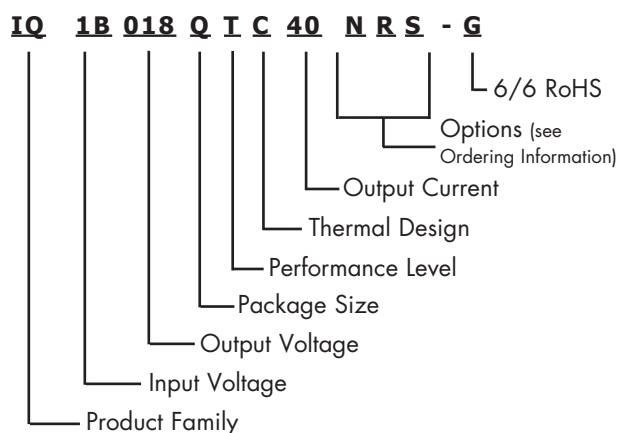 IQ 1B 018 Q T C 40 N R S - G
6/6 RoHS
Options (see
Ordering Information)
Output Current
Thermal Design
Performance Level
Package Size
Output Voltage
Input Voltage
Product Family